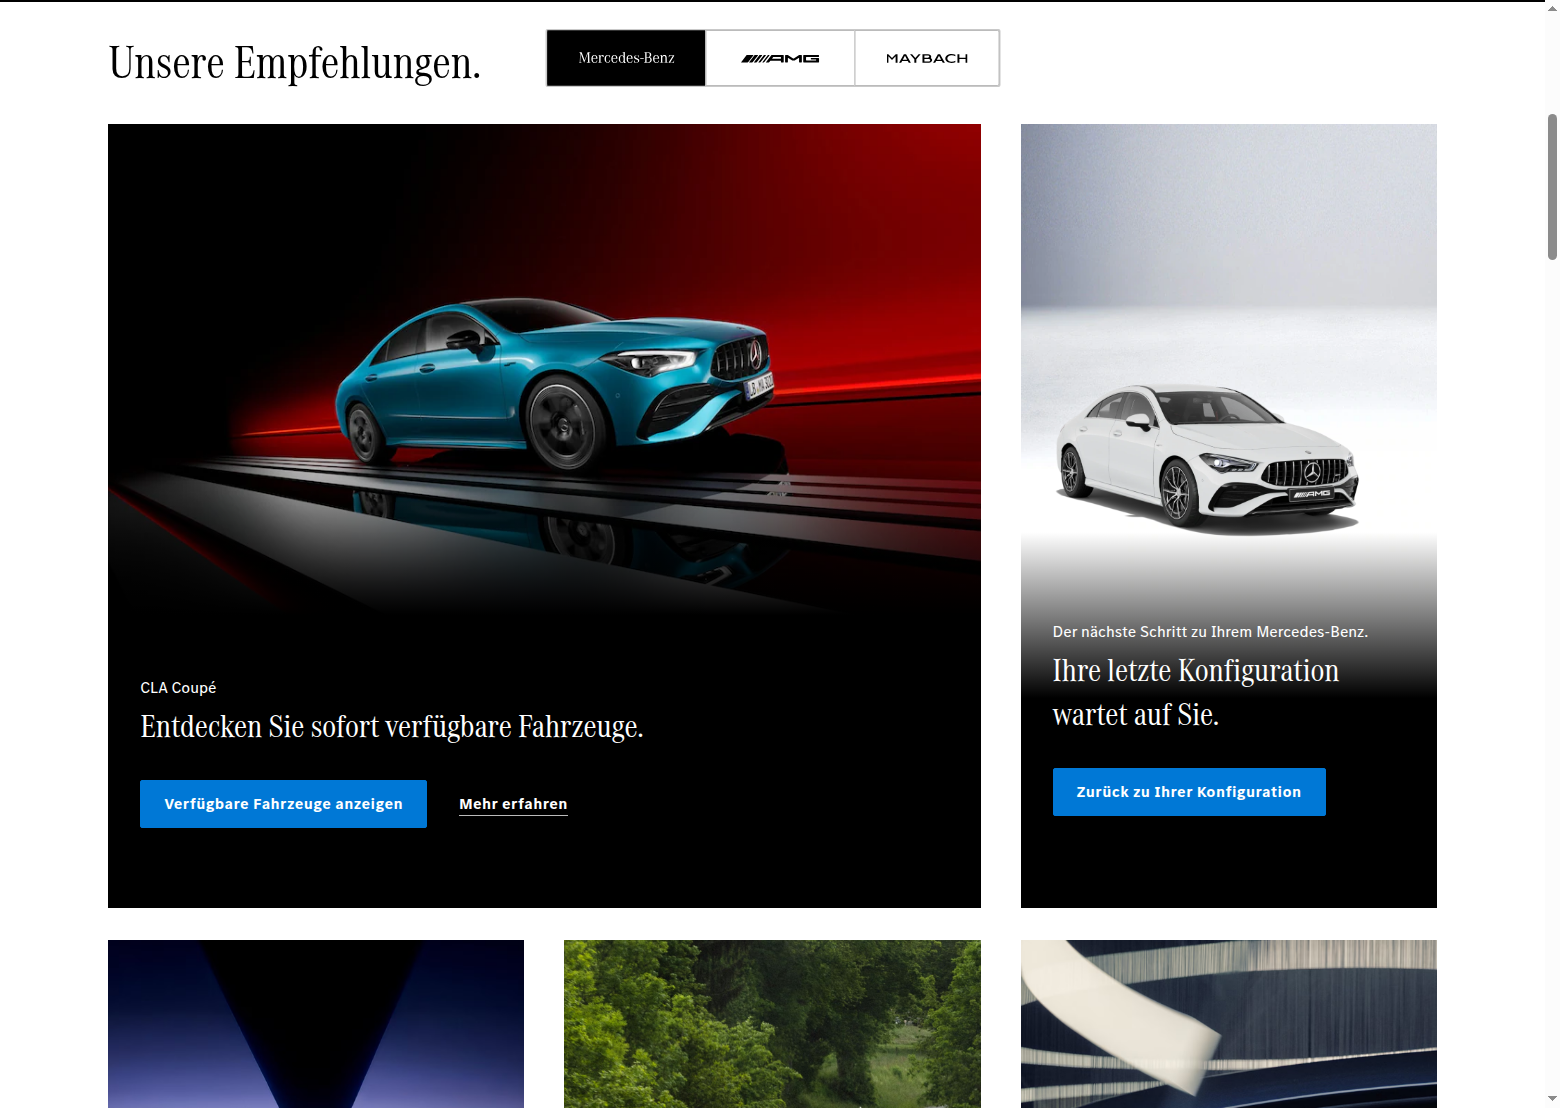 Unsere Empfehlungen.
Mercedes-Benz
AMG
MAYBACH
CLA Coupé
Entdecken Sie sofort verfügbare Fahrzeuge.
Verfügbare Fahrzeuge anzeigen
Mehr erfahren
AMG
Der nächste Schritt zu Ihrem Mercedes-Benz.
Ihre letzte Konfiguration
wartet auf Sie.
Zurück zu Ihrer Konfiguration